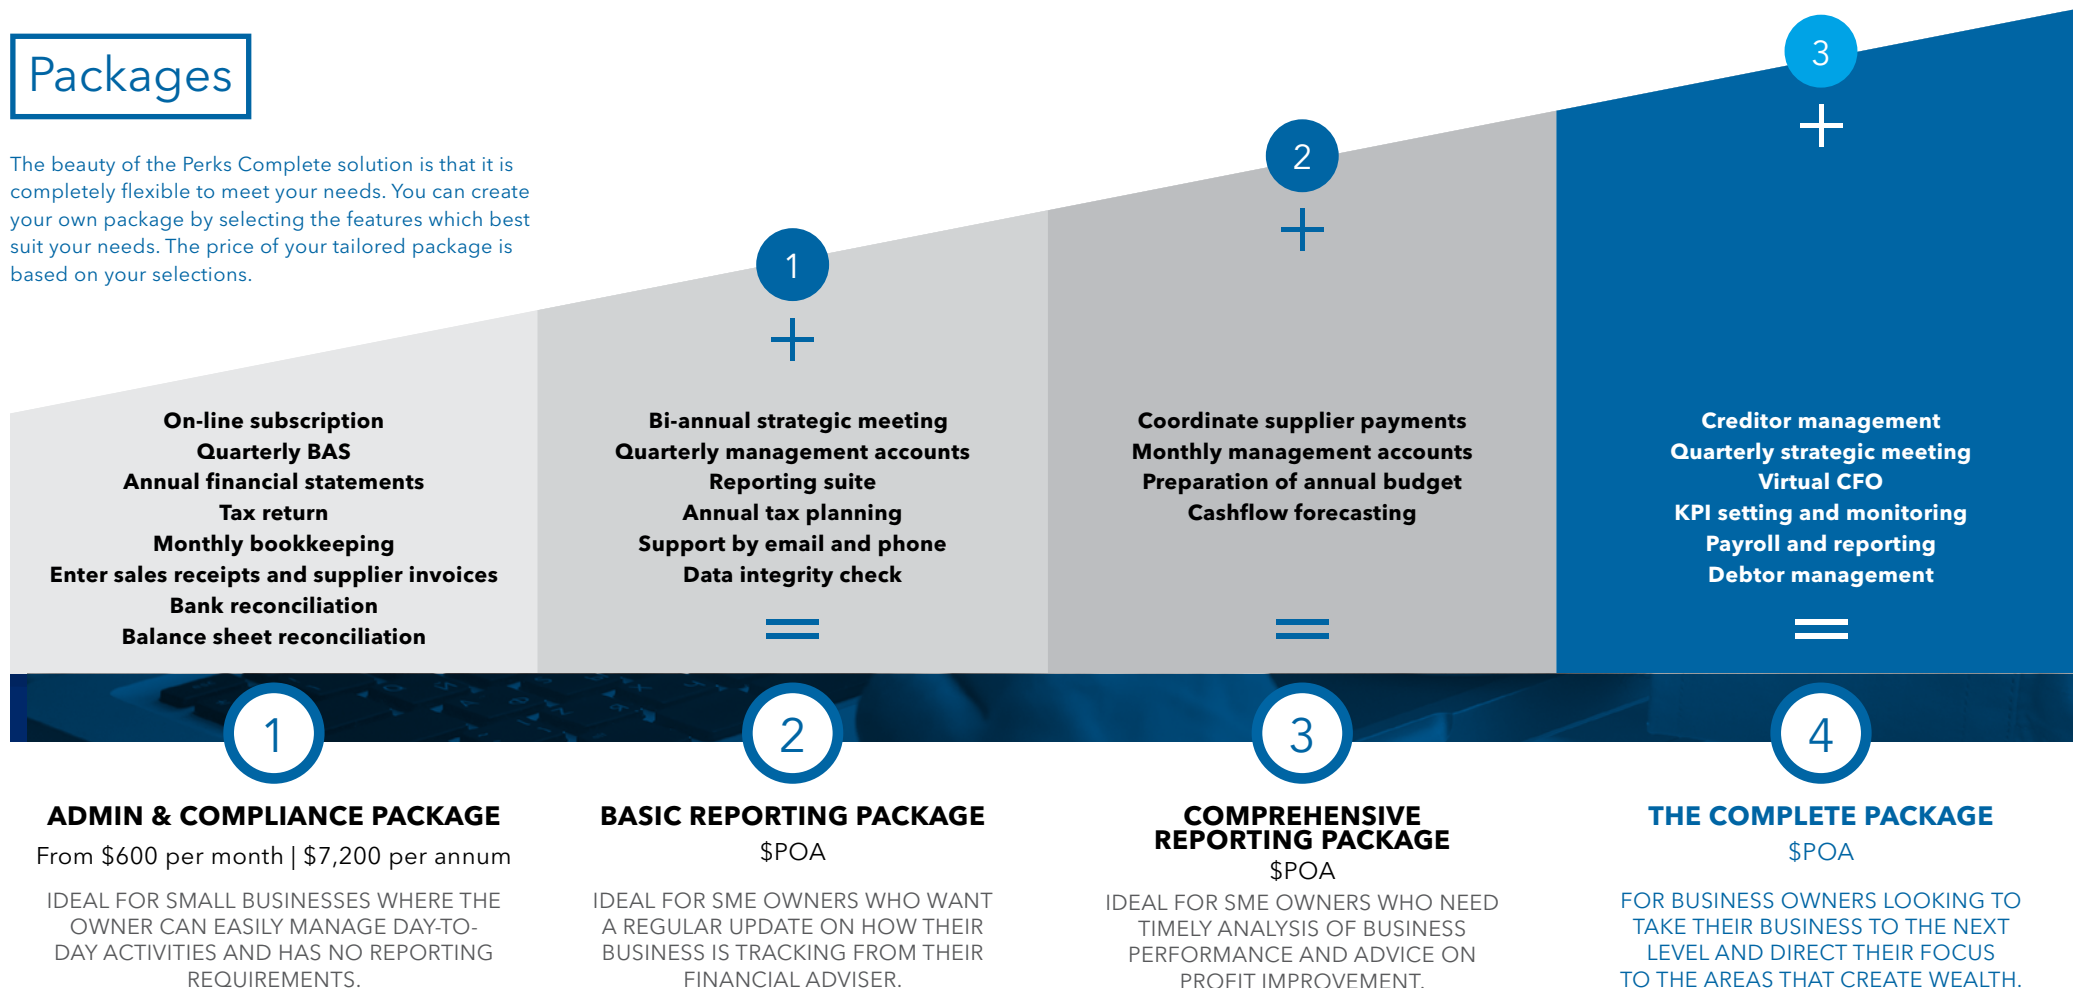 Packages
The beauty of the Perks Complete solution is that it is
completely flexible to meet your needs. You can create
your own package by selecting the features which best
suit your needs. The price of your tailored package is
based on your selections.
On-line subscription
Quarterly BAS
Annual financial statements
Tax return
Monthly bookkeeping
Enter sales receipts and supplier invoices
Bank reconciliation
Balance sheet reconciliation
1
ADMIN & COMPLIANCE PACKAGE
From $600 per month | $7,200 per annum
IDEAL FOR SMALL BUSINESSES WHERE THE
OWNER CAN EASILY MANAGE DAY-TO-
DAY ACTIVITIES AND HAS NO REPORTING
REQUIREMENTS.
1
+
Bi-annual strategic meeting
Quarterly management accounts
Reporting suite
Annual tax planning
Support by email and phone
Data integrity check
=
2
BASIC REPORTING PACKAGE
$POA
IDEAL FOR SME OWNERS WHO WANT
A REGULAR UPDATE ON HOW THEIR
BUSINESS IS TRACKING FROM THEIR
FINANCIAL ADVISER.
2
+
Coordinate supplier payments
Monthly management accounts
Preparation of annual budget
Cashflow forecasting
=
3
COMPREHENSIVE
REPORTING PACKAGE
$POA
IDEAL FOR SME OWNERS WHO NEED
TIMELY ANALYSIS OF BUSINESS
PERFORMANCE AND ADVICE ON
PROFIT IMPROVEMENT.
3
+
Creditor management
Quarterly strategic meeting
Virtual CFO
KPI setting and monitoring
Payroll and reporting
Debtor management
=
4
THE COMPLETE PACKAGE
$POA
FOR BUSINESS OWNERS LOOKING TO
TAKE THEIR BUSINESS TO THE NEXT
LEVEL AND DIRECT THEIR FOCUS
TO THE AREAS THAT CREATE WEALTH.